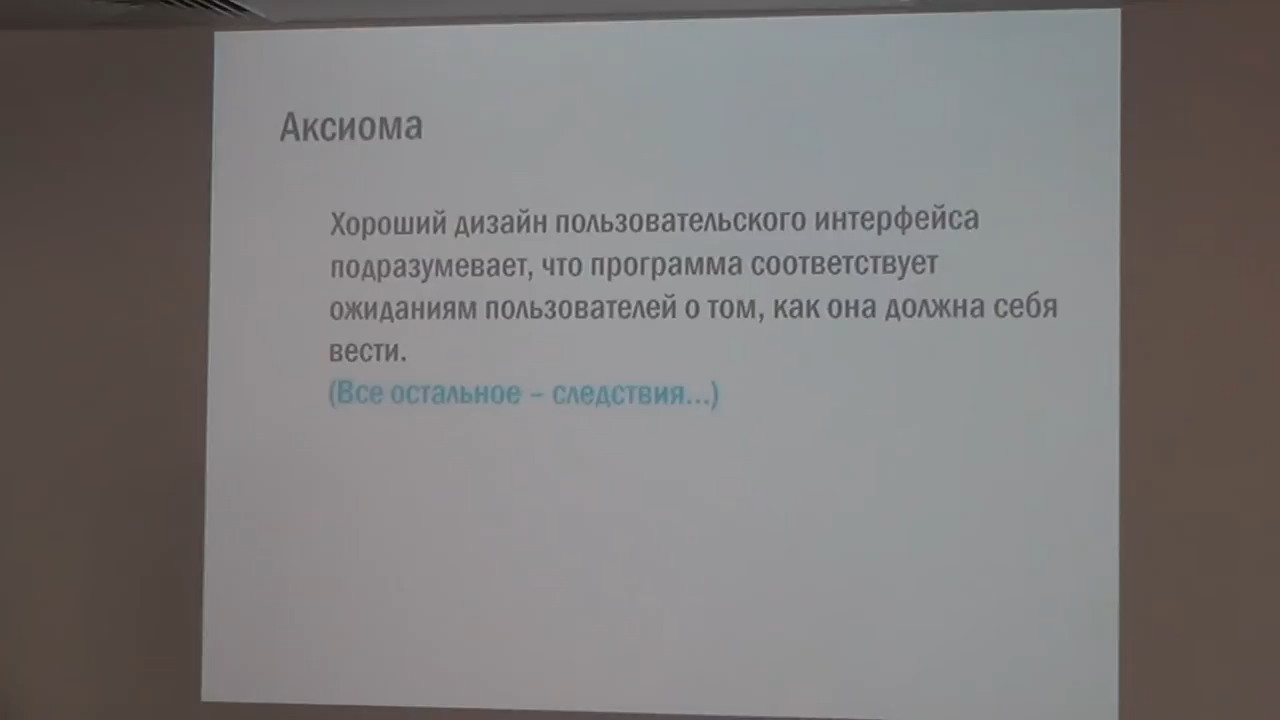 Аксиома
Хороший дизайн пользовательского интерфейса
подразумевает, что программа соответствует
ожиданиям пользователей о том, как она должна себя
вести.
(Все остальное – следствия...)